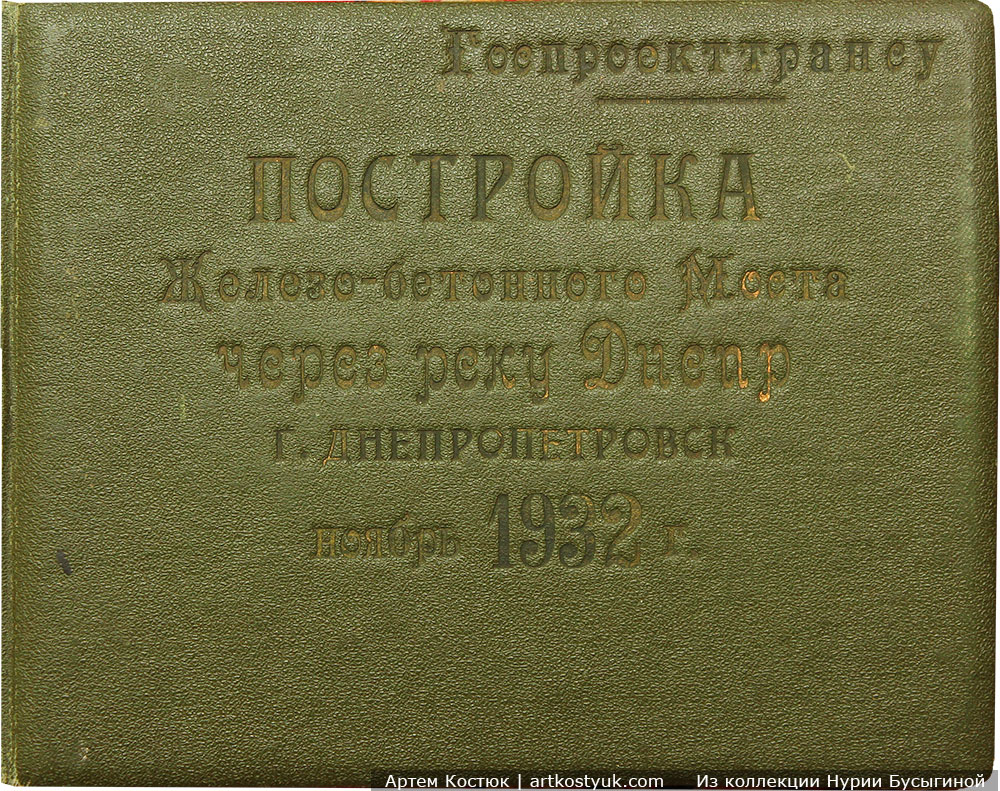 Госпроекттрансу
ПОСТРОЙКА
Железо-бетонного Моста
через реку Днепр
Г. ДНЕПРОПЕТРОВСК
ноябрь 1932 г.
Артем Костюк | artkostyuk.com Из коллекции Нурии Бусыгиной